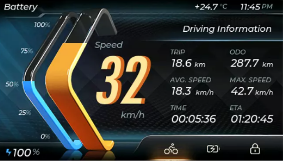 Battery +24.7 °C 11:45 PM
100%
Driving Information
Speed
75%
TRIP ODO
18.6 km 287.7 km
32
AVG. SPEED MAX. SPEED
50% 18.3 km/h 42.7 km/h
25%
km/h
TIME ETA
00:05:36 01:20:45
0%
100 %